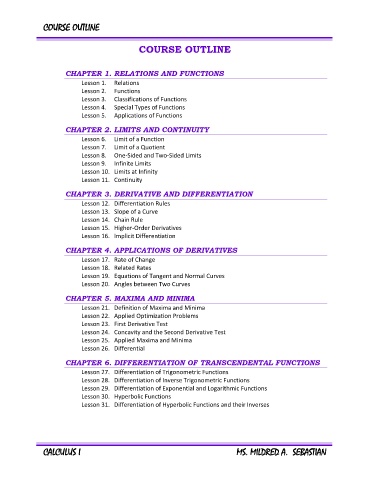 COURSE OUTLINE
COURSE OUTLINE
CHAPTER 1. RELATIONS AND FUNCTIONS
Lesson 1. Relations
Lesson 2. Functions
Lesson 3. Classifications of Functions
Lesson 4. Special Types of Functions
Lesson 5. Applications of Functions
CHAPTER 2. LIMITS AND CONTINUITY
Lesson 6. Limit of a Function
Lesson 7. Limit of a Quotient
Lesson 8. One-Sided and Two-Sided Limits
Lesson 9. Infinite Limits
Lesson 10. Limits at Infinity
Lesson 11. Continuity
CHAPTER 3. DERIVATIVE AND DIFFERENTIATION
Lesson 12. Differentiation Rules
Lesson 13. Slope of a Curve
Lesson 14. Chain Rule
Lesson 15. Higher-Order Derivatives
Lesson 16. Implicit Differentiation
CHAPTER 4. APPLICATIONS OF DERIVATIVES
Lesson 17. Rate of Change
Lesson 18. Related Rates
Lesson 19. Equations of Tangent and Normal Curves
Lesson 20. Angles between Two Curves
CHAPTER 5. MAXIMA AND MINIMA
Lesson 21. Definition of Maxima and Minima
Lesson 22. Applied Optimization Problems
Lesson 23. First Derivative Test
Lesson 24. Concavity and the Second Derivative Test
Lesson 25. Applied Maxima and Minima
Lesson 26. Differential
CHAPTER 6. DIFFERENTIATION OF TRANSCENDENTAL FUNCTIONS
Lesson 27. Differentiation of Trigonometric Functions
Lesson 28. Differentiation of Inverse Trigonometric Functions
Lesson 29. Differentiation of Exponential and Logarithmic Functions
Lesson 30. Hyperbolic Functions
Lesson 31. Differentiation of Hyperbolic Functions and their Inverses
CALCULUS I MS. MILDRED A. SEBASTIAN